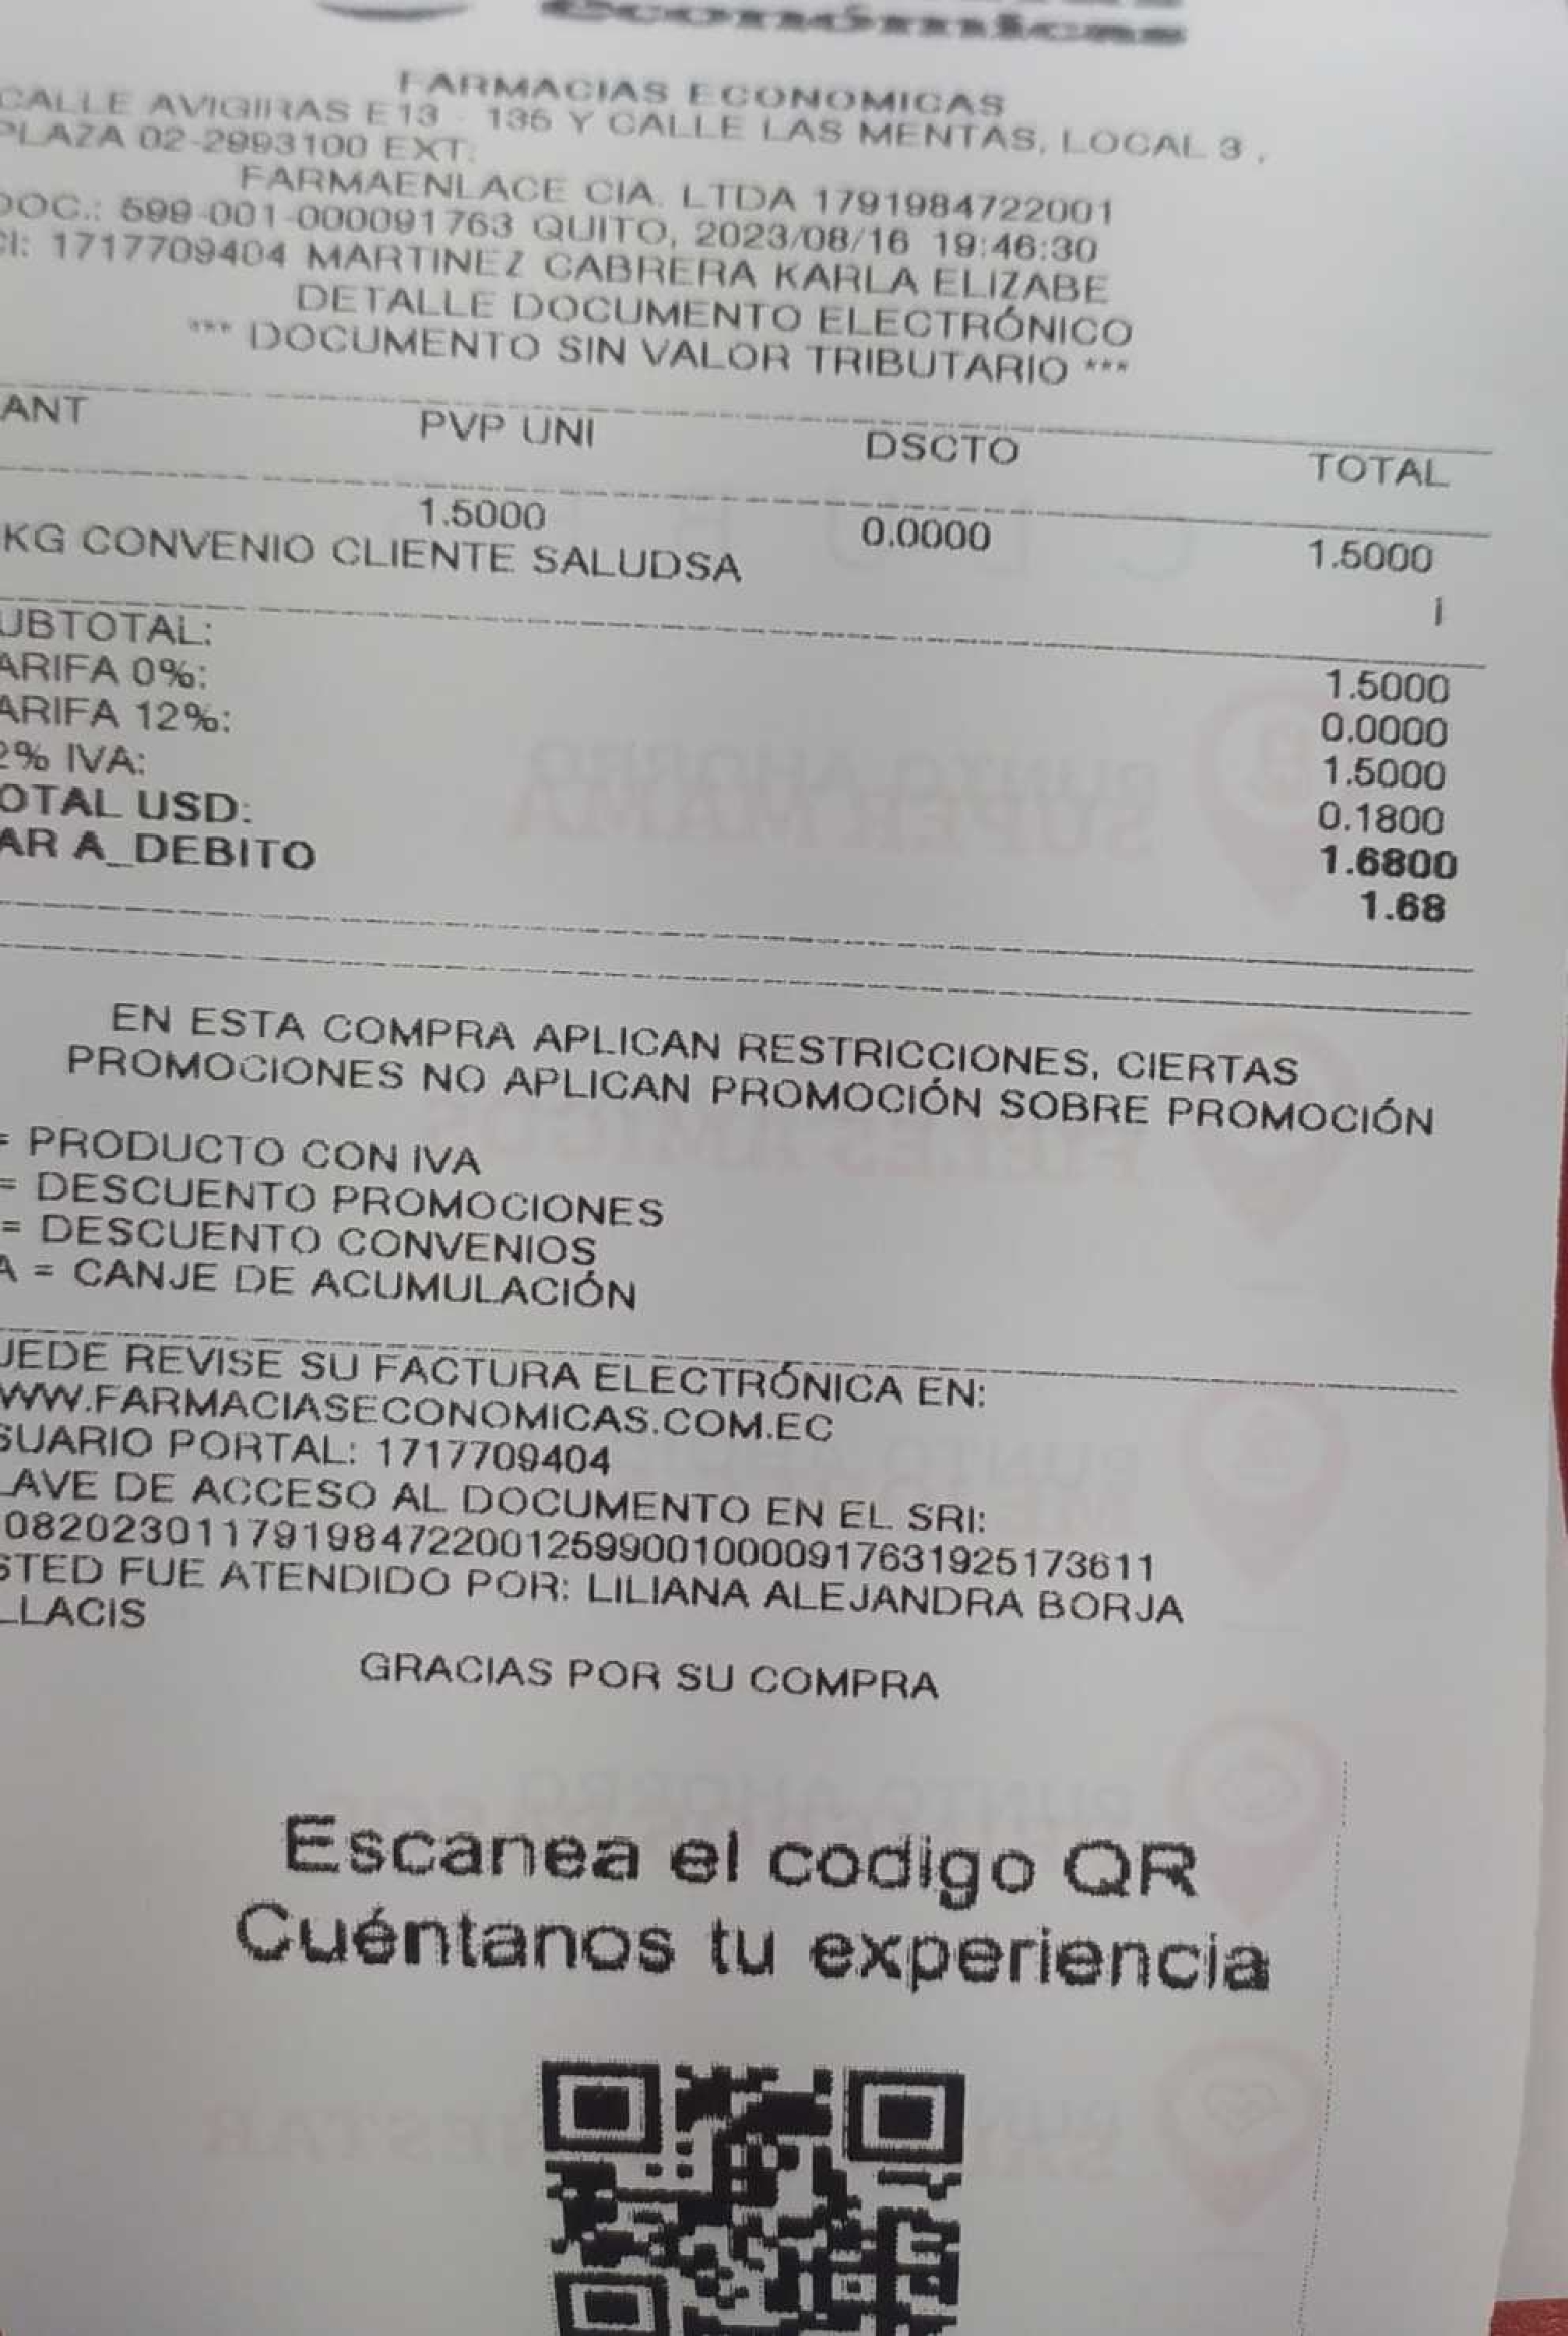 económicas
FARMACIAS ECONOMICAS
CALLE AVIGIRAS E13 - 135 Y CALLE LAS MENTAS, LOCAL 3 ,
PLAZA 02-2993100 EXT.
FARMAENLACE CIA. LTDA 1791984722001
DOC.: 599-001-000091763 QUITO, 2023/08/16 19:46:30
CI: 1717709404 MARTINEZ CABRERA KARLA ELIZABE
DETALLE DOCUMENTO ELECTRÓNICO
*** DOCUMENTO SIN VALOR TRIBUTARIO ***
ANT PVP UNI DSCTO TOTAL
1.5000 0.0000 1.5000
KG CONVENIO CLIENTE SALUDSA i
UBTOTAL: 1.5000
ARIFA 0%: 0.0000
ARIFA 12%: 1.5000
2% IVA: 0.1800
OTAL USD: 1.6800
AR A_DEBITO 1.68
EN ESTA COMPRA APLICAN RESTRICCIONES, CIERTAS
PROMOCIONES NO APLICAN PROMOCIÓN SOBRE PROMOCIÓN
= PRODUCTO CON IVA
= DESCUENTO PROMOCIONES
= DESCUENTO CONVENIOS
A = CANJE DE ACUMULACIÓN
UEDE REVISE SU FACTURA ELECTRÓNICA EN:
WWW.FARMACIASECONOMICAS.COM.EC
SUARIO PORTAL: 1717709404
LAVE DE ACCESO AL DOCUMENTO EN EL SRI:
08202301179198472200125990010000917631925173611
STED FUE ATENDIDO POR: LILIANA ALEJANDRA BORJA
LLACIS
GRACIAS POR SU COMPRA
Escanea el codigo QR
Cuéntanos tu experiencia